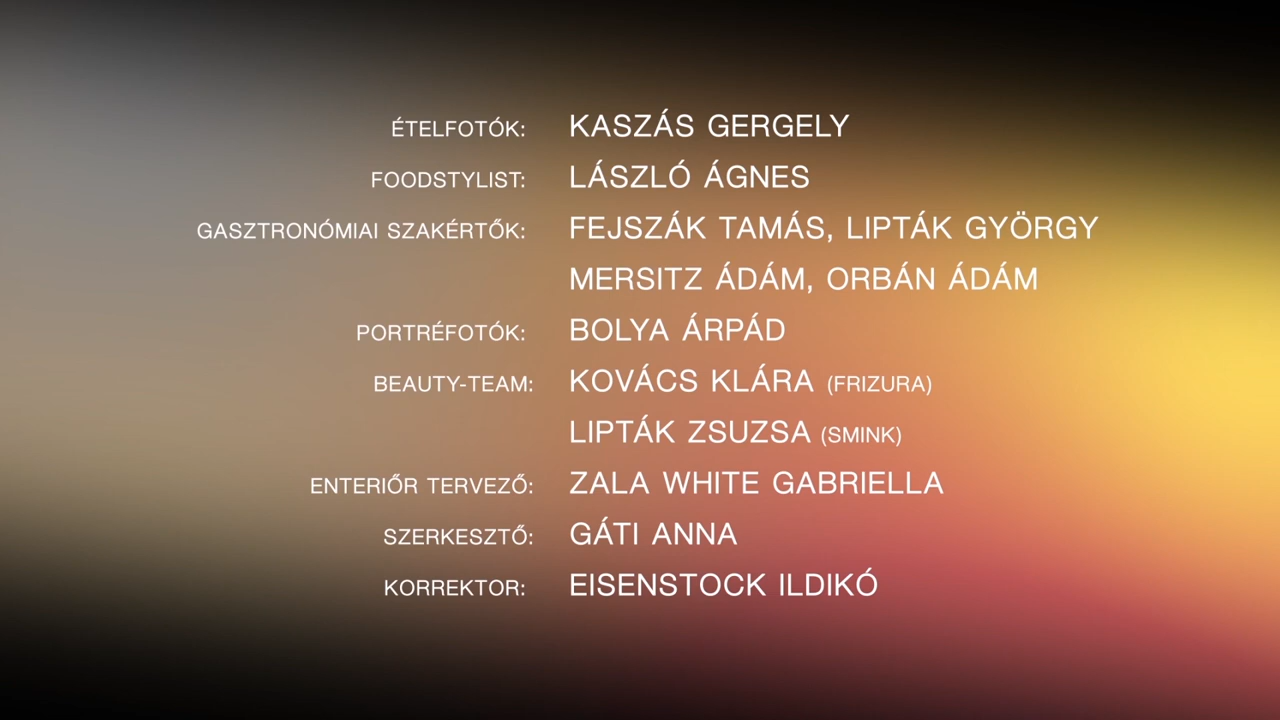 ÉTELFOTÓK: KASZÁS GERGELY
FOODSTYLIST: LÁSZLÓ ÁGNES
GASZTRONÓMIAI SZAKÉRTŐK: FEJSZÁK TAMÁS, LIPTÁK GYÖRGY
MERSITZ ÁDÁM, ORBÁN ÁDÁM
PORTRÉFOTÓK: BOLYA ÁRPÁD
BEAUTY-TEAM: KOVÁCS KLÁRA (FRIZURA)
LIPTÁK ZSUZSA (SMINK)
ENTERIŐR TERVEZŐ: ZALA WHITE GABRIELLA
SZERKESZTŐ: GÁTI ANNA
KORREKTOR: EISENSTOCK ILDIKÓ